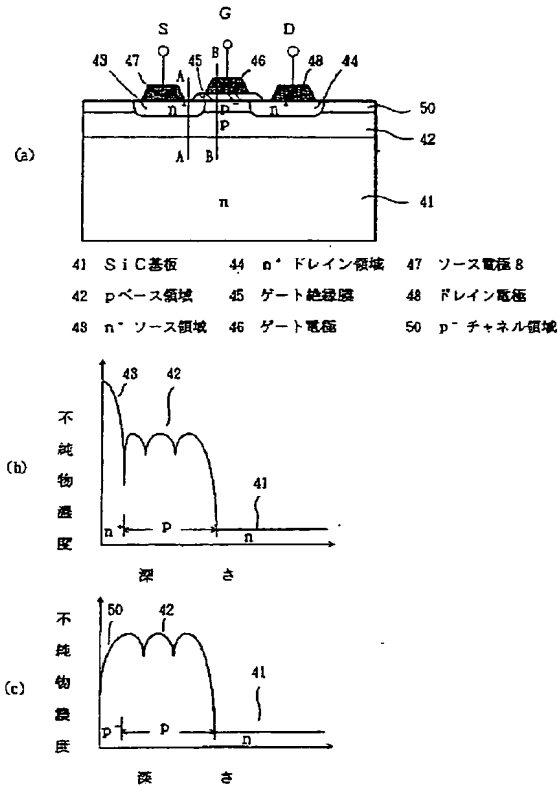 S G D
43 47 A 45 B 46 48 44
n p⁻ n
50
p
42
(a)
A B
n
41
41 SiC基板 44 n⁺ ドレイン領域 47 ソース電極8
42 pベース領域 45 ゲート絶縁膜 48 ドレイン電極
43 n⁺ ソース領域 46 ゲート電極 50 p⁻ チャネル領域
43
42
不純物濃度
(b)
41
n⁺ p n
深さ
50
42
不純物濃度
(c)
41
p⁻ p n
深さ